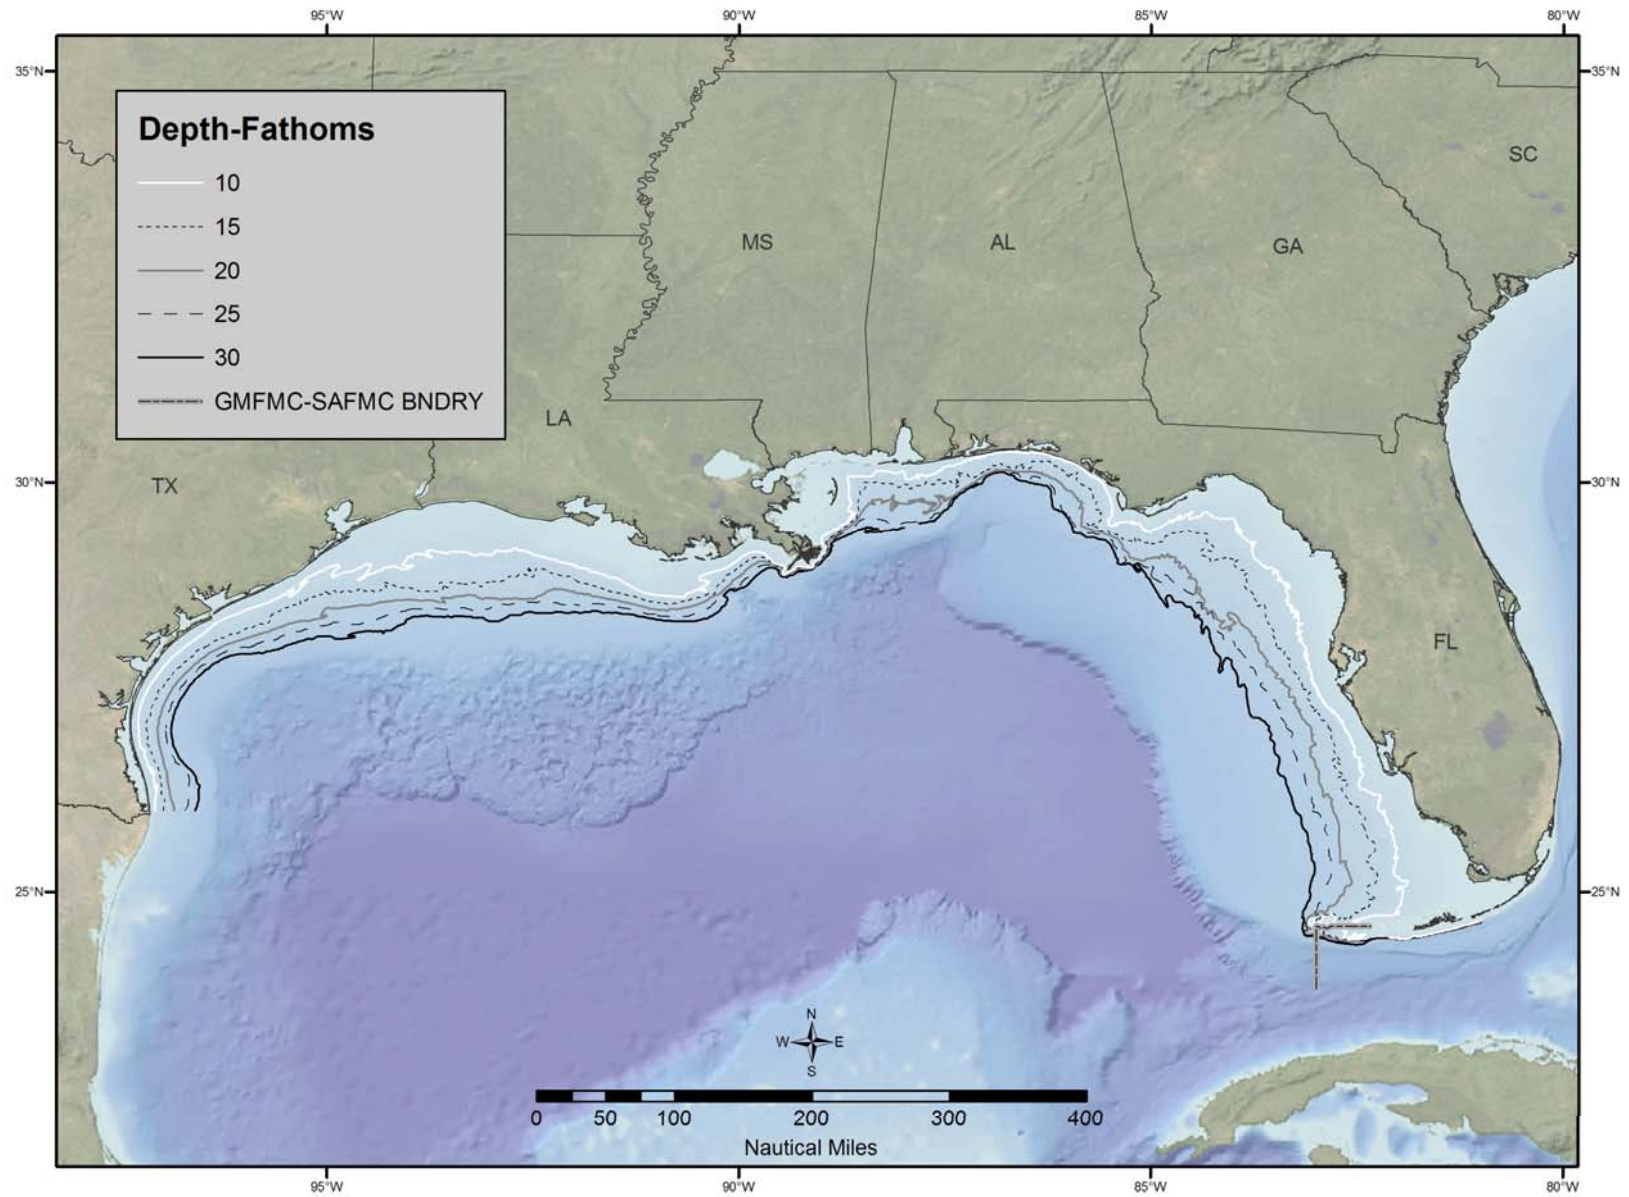 95°W 90°W 85°W 80°W
35°N 35°N
Depth-Fathoms
10
15
20
25
30
GMFMC-SAFMC BNDRY
SC
MS AL GA
LA
TX
30°N 30°N
FL
25°N 25°N
N
W E
S
0 50 100 200 300 400
Nautical Miles
95°W 90°W 85°W 80°W